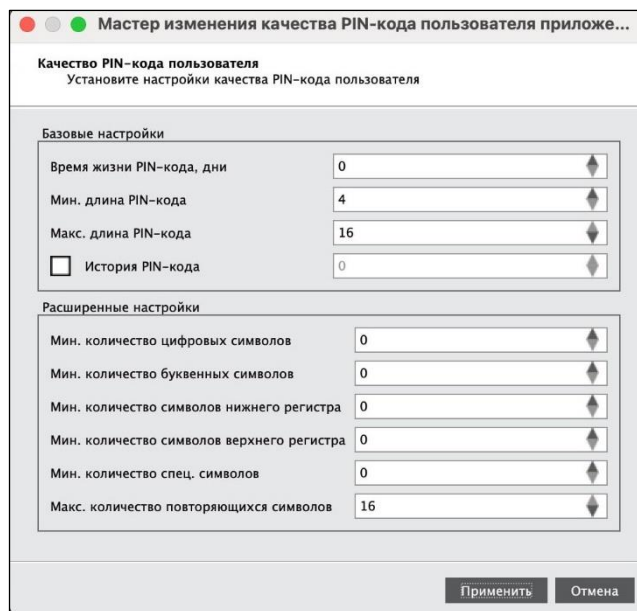 Мастер изменения качества PIN-кода пользователя приложе...
Качество PIN-кода пользователя
Установите настройки качества PIN-кода пользователя
Базовые настройки
Время жизни PIN-кода, дни 0
Мин. длина PIN-кода 4
Макс. длина PIN-кода 16
История PIN-кода 0
Расширенные настройки
Мин. количество цифровых символов 0
Мин. количество буквенных символов 0
Мин. количество символов нижнего регистра 0
Мин. количество символов верхнего регистра 0
Мин. количество спец. символов 0
Макс. количество повторяющихся символов 16
Применить Отмена